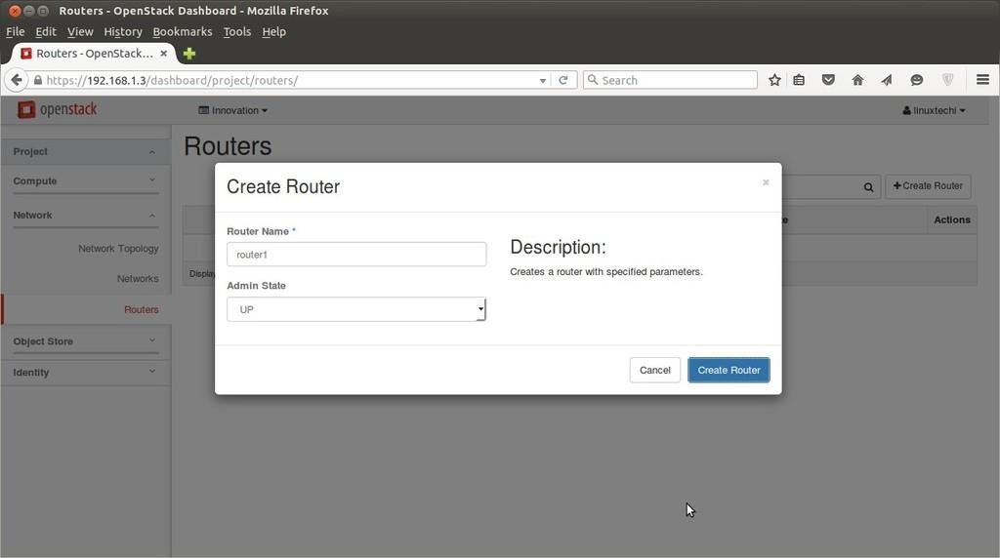 Routers - OpenStack Dashboard - Mozilla Firefox
File Edit View History Bookmarks Tools Help
Routers - OpenStack...
https://192.168.1.3/dashboard/project/routers/
Search
openstack
Innovation
linuxtechi
Project
Compute
Network
Network Topology
Networks
Routers
Object Store
Identity
Routers
+ Create Router
Actions
Create Router
Router Name *
router1
Admin State
UP
Description:
Creates a router with specified parameters.
Cancel
Create Router